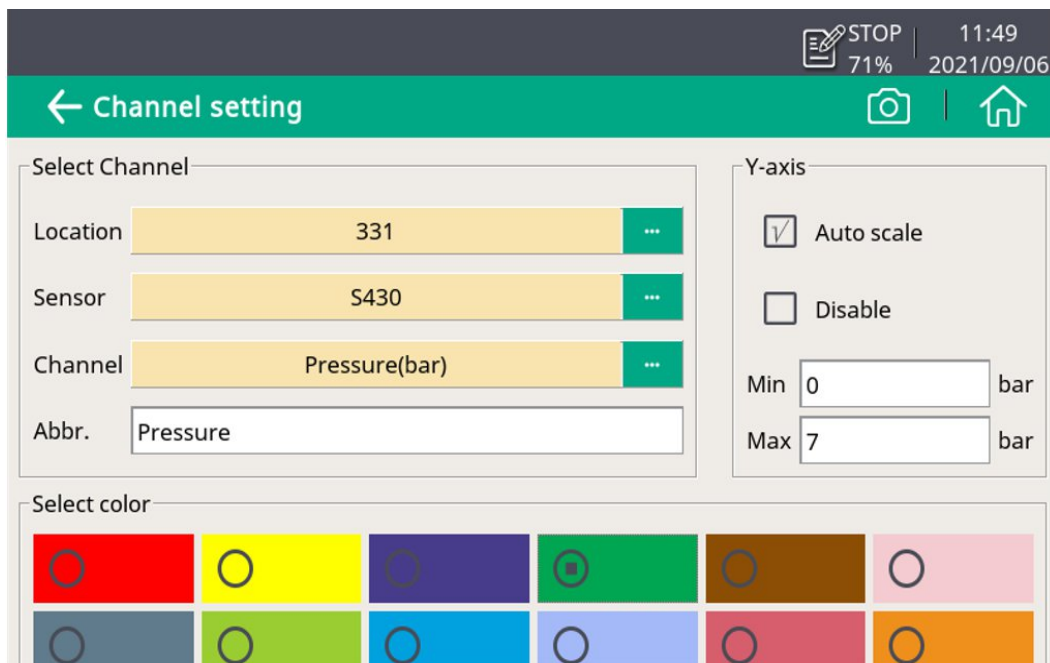 STOP 11:49
71% 2021/09/06
Channel setting
Select Channel
Location 331 ...
Sensor S430 ...
Channel Pressure(bar) ...
Abbr. Pressure
Y-axis
√ Auto scale
Disable
Min 0 bar
Max 7 bar
Select color